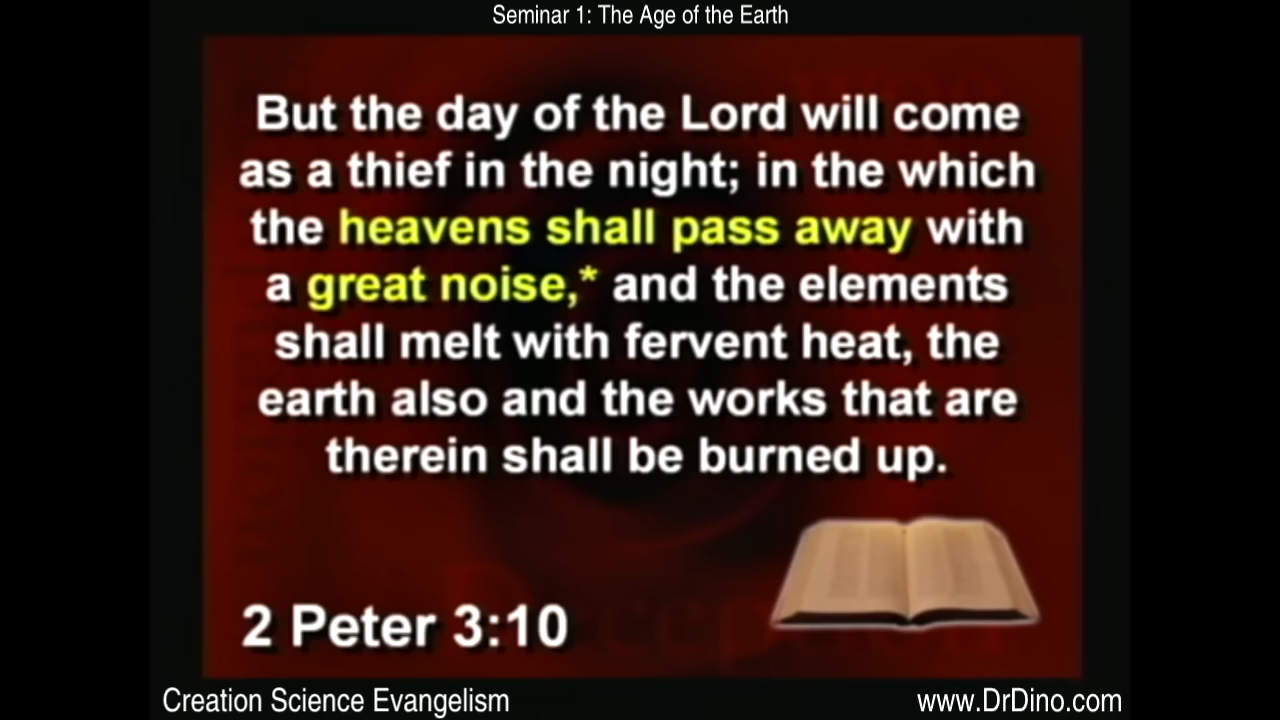 Seminar 1: The Age of the Earth
But the day of the Lord will come
as a thief in the night; in the which
the heavens shall pass away with
a great noise,* and the elements
shall melt with fervent heat, the
earth also and the works that are
therein shall be burned up.
2 Peter 3:10
Creation Science Evangelism
www.DrDino.com